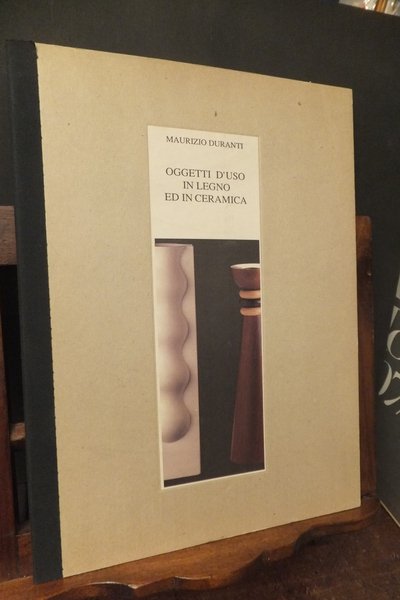 MAURIZIO DURANTI
OGGETTI D'USO
IN LEGNO
ED IN CERAMICA